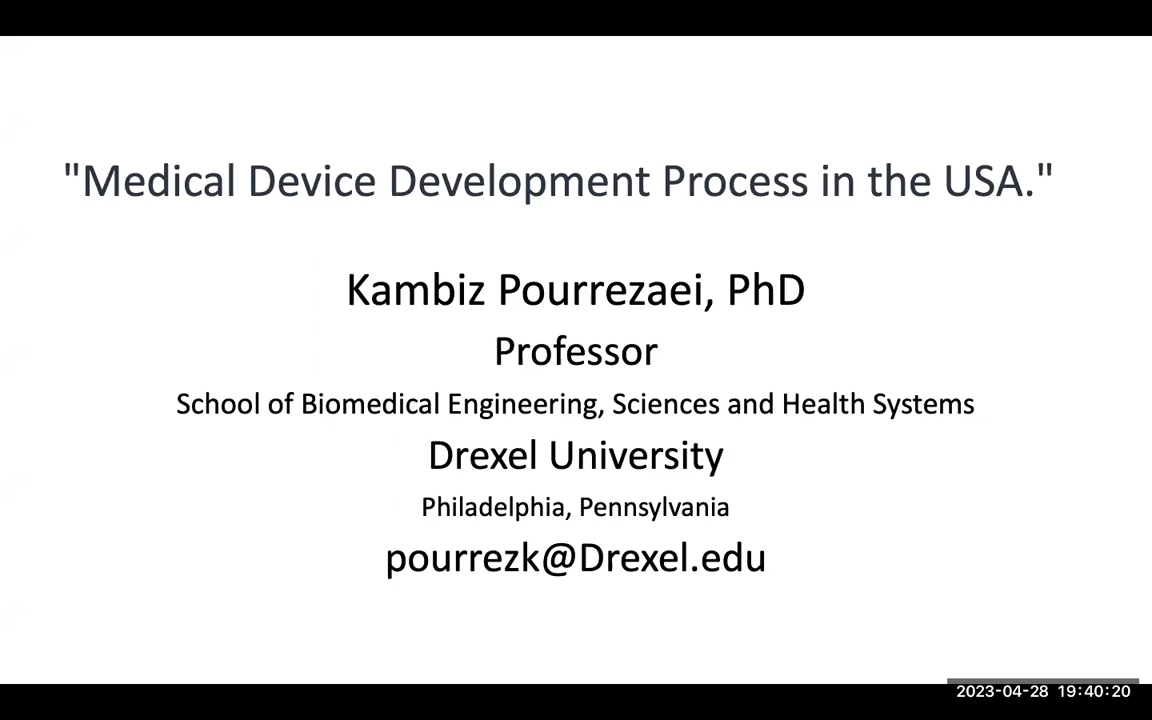 "Medical Device Development Process in the USA."
Kambiz Pourrezaei, PhD
Professor
School of Biomedical Engineering, Sciences and Health Systems
Drexel University
Philadelphia, Pennsylvania
pourrezk@Drexel.edu
2023-04-28 19:40:20